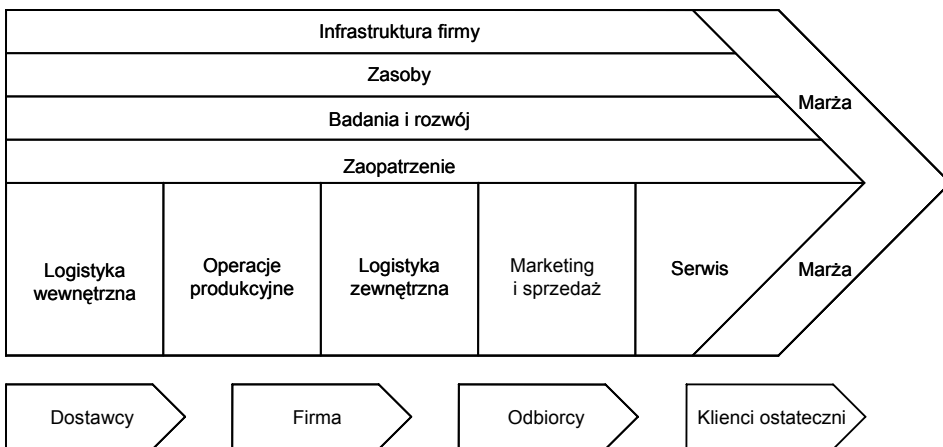 Infrastruktura firmy
Zasoby
Badania i rozwój
Zaopatrzenie
Marża
Logistyka
wewnętrzna
Operacje
produkcyjne
Logistyka
zewnętrzna
Marketing
i sprzedaż
Serwis
Marża
Dostawcy
Firma
Odbiorcy
Klienci ostateczni